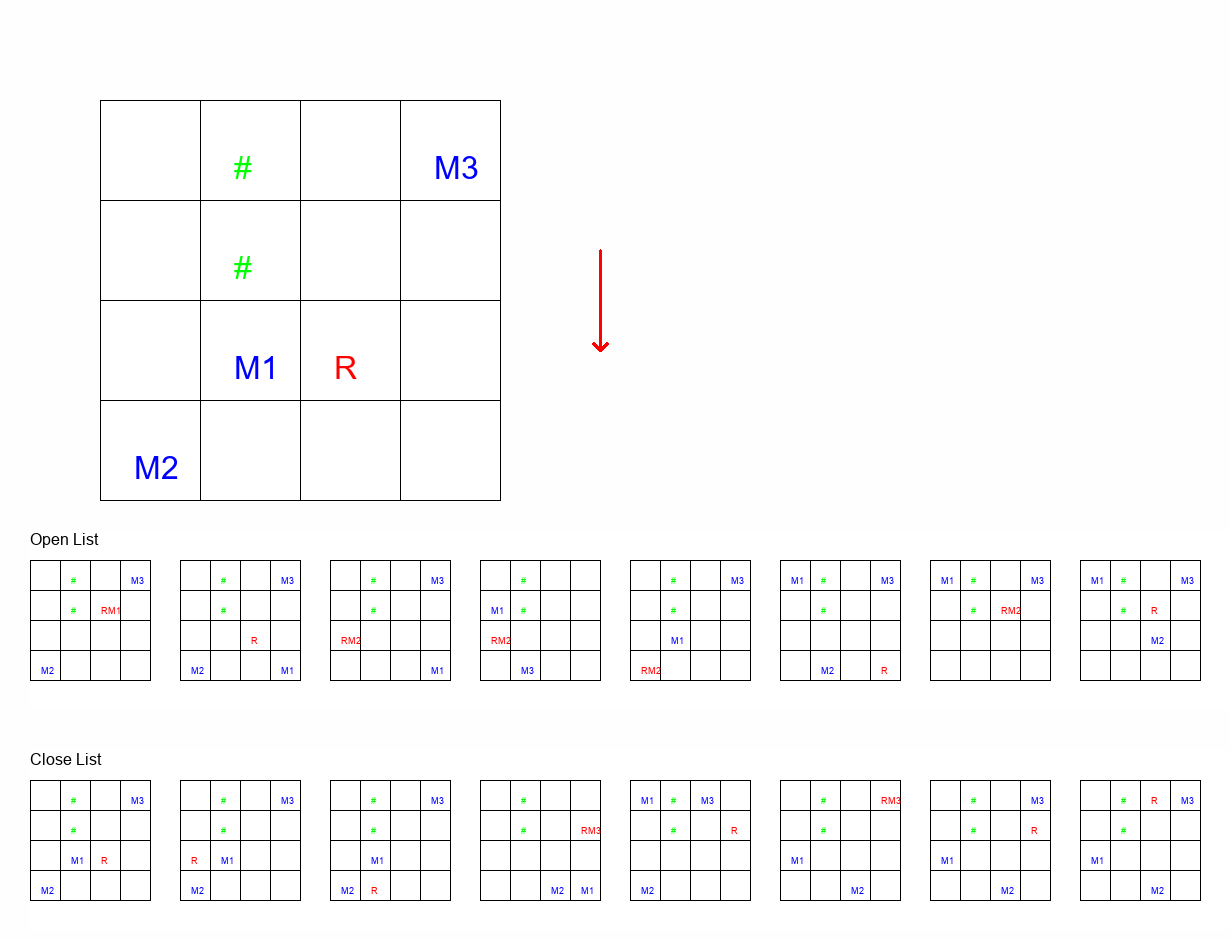 # M3
#
M1 R
M2
Open List
# M3 # M3 # M3 # # M3 M1 # M3 M1 # M3 M1 # M3
# RM1 # # M1 # # # # RM2 # R
R RM2 RM2 M1 M2
M2 M2 M1 M1 M3 RM2 M2 R
Close List
# M3 # M3 # M3 # M1 # M3 # RM3 # M3 # R M3
# # # # RM3 # R # # R #
M1 R R M1 M1 M1 M1 M1
M2 M2 M2 R M2 M1 M2 M2 M2 M2